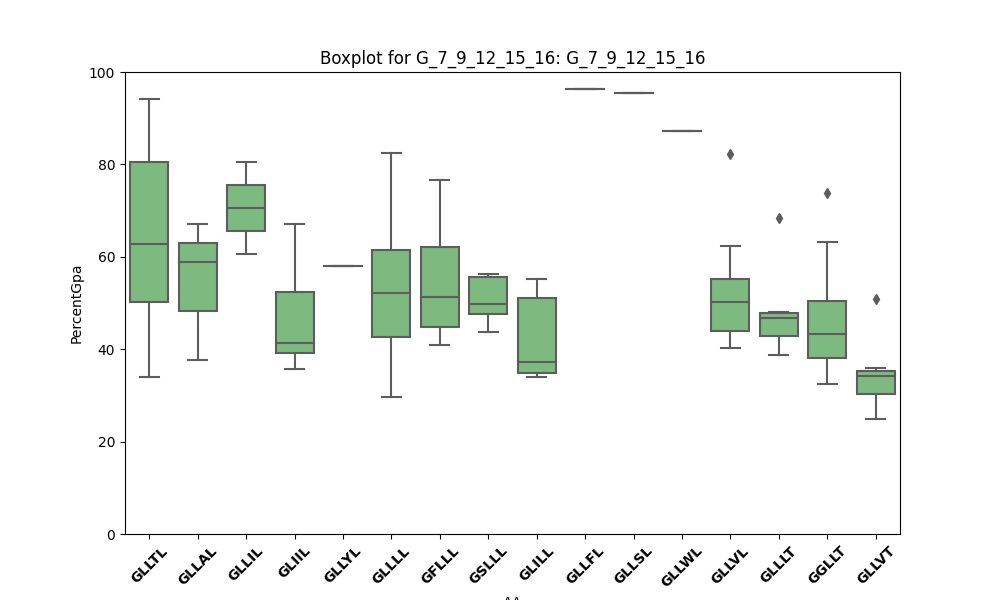 Boxplot for G_7_9_12_15_16: G_7_9_12_15_16
100
80
60
40
20
0
PercentGpa
GLLTL
GLLAL
GLLIL
GLIIL
GLLYL
GLLLL
GFLLL
GSLLL
GLILL
GLLFL
GLLSL
GLLWL
GLLVL
GLLLT
GGLLT
GLLVT
AA